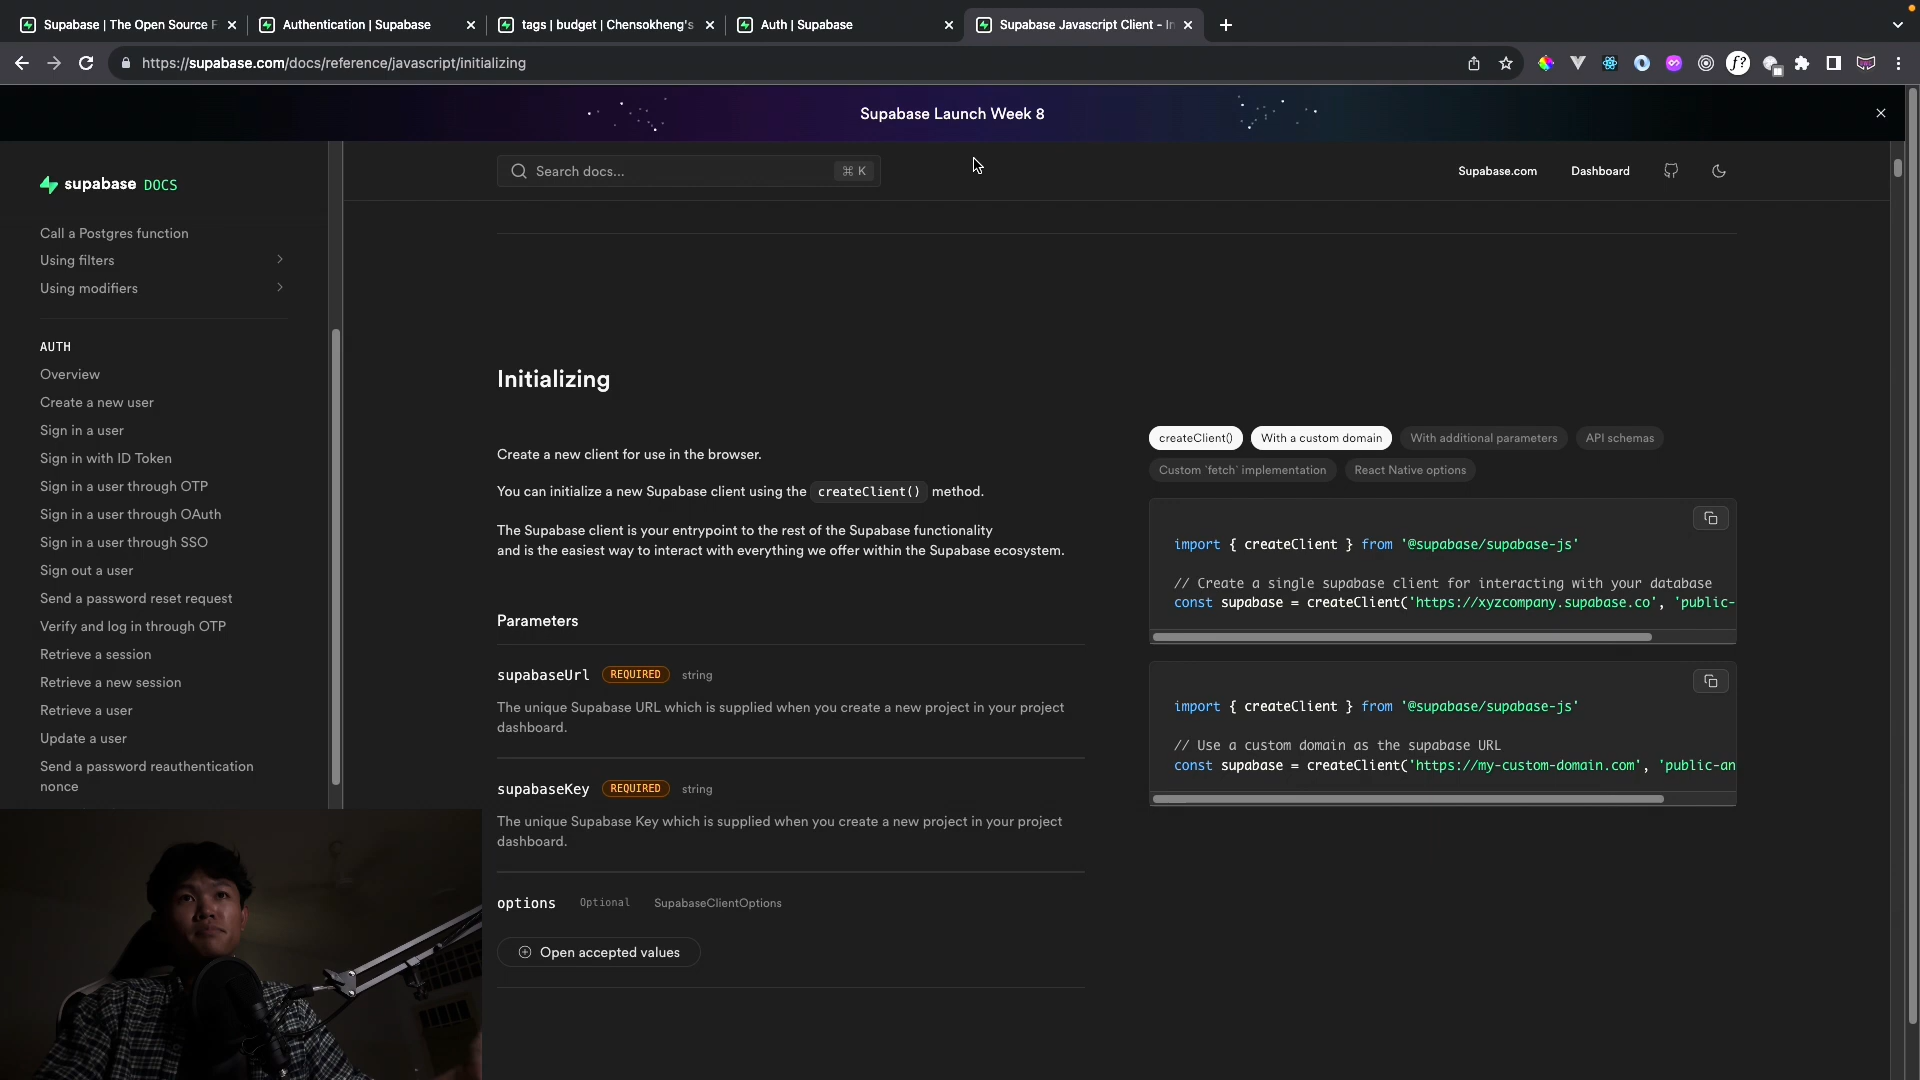 Supabase | The Open Source F
Authentication | Supabase
tags | budget | Chensokheng's
Auth | Supabase
Supabase Javascript Client - In
https://supabase.com/docs/reference/javascript/initializing
f?
Supabase Launch Week 8
supabase DOCS
Search docs...
⌘ K
Supabase.com
Dashboard
Call a Postgres function
Using filters
Using modifiers
AUTH
Overview
Create a new user
Sign in a user
Sign in with ID Token
Sign in a user through OTP
Sign in a user through OAuth
Sign in a user through SSO
Sign out a user
Send a password reset request
Verify and log in through OTP
Retrieve a session
Retrieve a new session
Retrieve a user
Update a user
Send a password reauthentication
nonce
Initializing
Create a new client for use in the browser.
You can initialize a new Supabase client using the createClient() method.
The Supabase client is your entrypoint to the rest of the Supabase functionality
and is the easiest way to interact with everything we offer within the Supabase ecosystem.
Parameters
supabaseUrl REQUIRED string
The unique Supabase URL which is supplied when you create a new project in your project
dashboard.
supabaseKey REQUIRED string
The unique Supabase Key which is supplied when you create a new project in your project
dashboard.
options Optional SupabaseClientOptions
Open accepted values
createClient() With a custom domain With additional parameters API schemas
Custom `fetch` implementation React Native options
import { createClient } from '@supabase/supabase-js'
// Create a single supabase client for interacting with your database
const supabase = createClient('https://xyzcompany.supabase.co', 'public-
import { createClient } from '@supabase/supabase-js'
// Use a custom domain as the supabase URL
const supabase = createClient('https://my-custom-domain.com', 'public-an